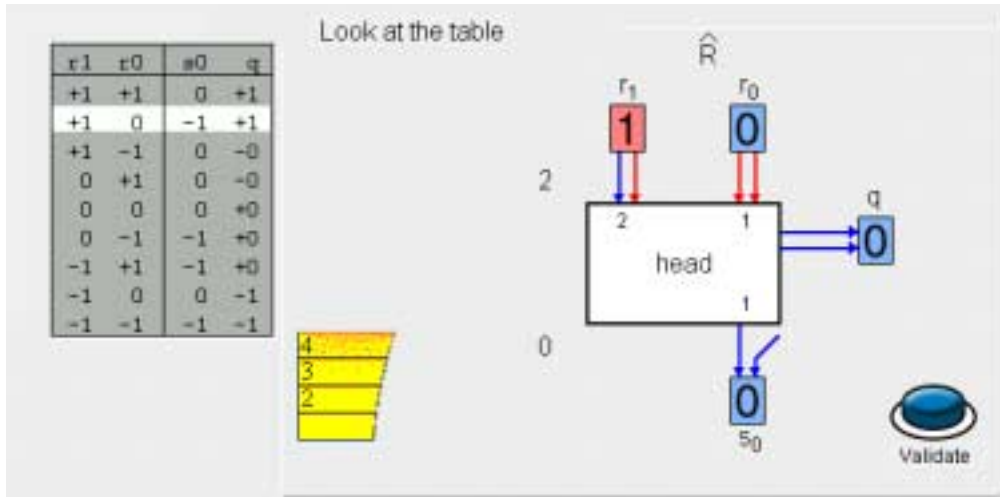 Look at the table
r1 r0 s0 q
+1 +1 0 +1
+1 0 -1 +1
+1 -1 0 -0
0 +1 0 -0
0 0 0 +0
0 -1 -1 +0
-1 +1 -1 +0
-1 0 0 -1
-1 -1 -1 -1
4
3
2
R̂
r1 r0
1 0
2
2 1
q
head
0
1
0
0
s0
Validate